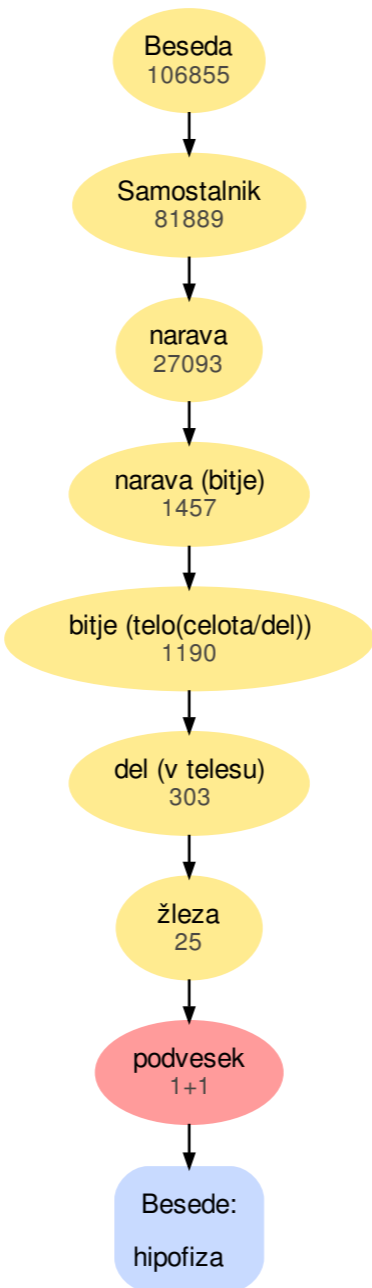 Beseda
106855
Samostalnik
81889
narava
27093
narava (bitje)
1457
bitje (telo(celota/del))
1190
del (v telesu)
303
žleza
25
podvesek
1+1
Besede:
hipofiza